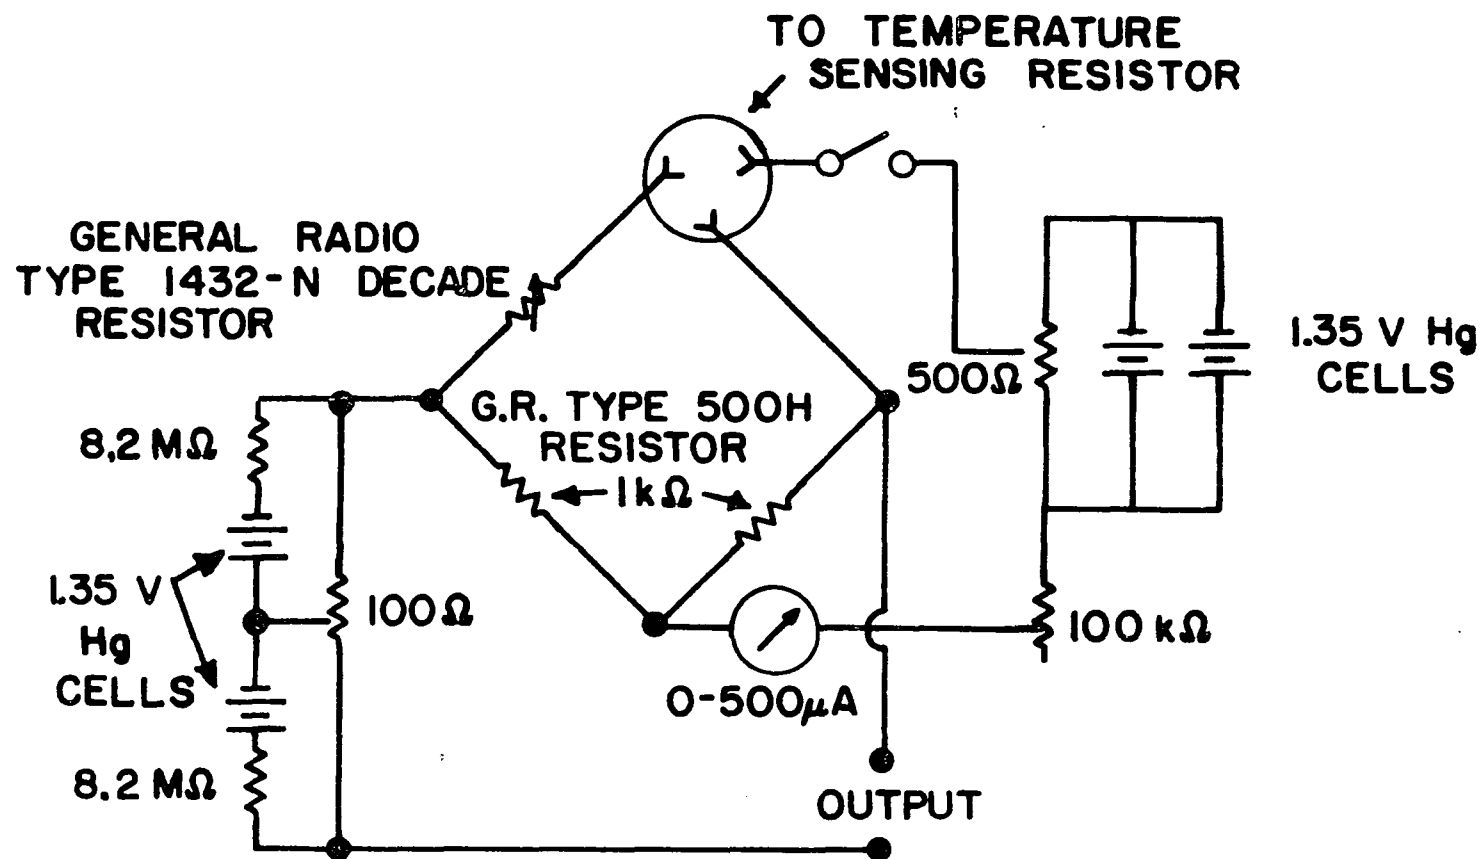 TO TEMPERATURE
SENSING RESISTOR
GENERAL RADIO
TYPE 1432-N DECADE
RESISTOR
G.R. TYPE 500H
RESISTOR
1kΩ
500Ω
1.35 V Hg
CELLS
8.2 MΩ
1.35 V
Hg
CELLS
100Ω
100 kΩ
0-500μA
8.2 MΩ
OUTPUT